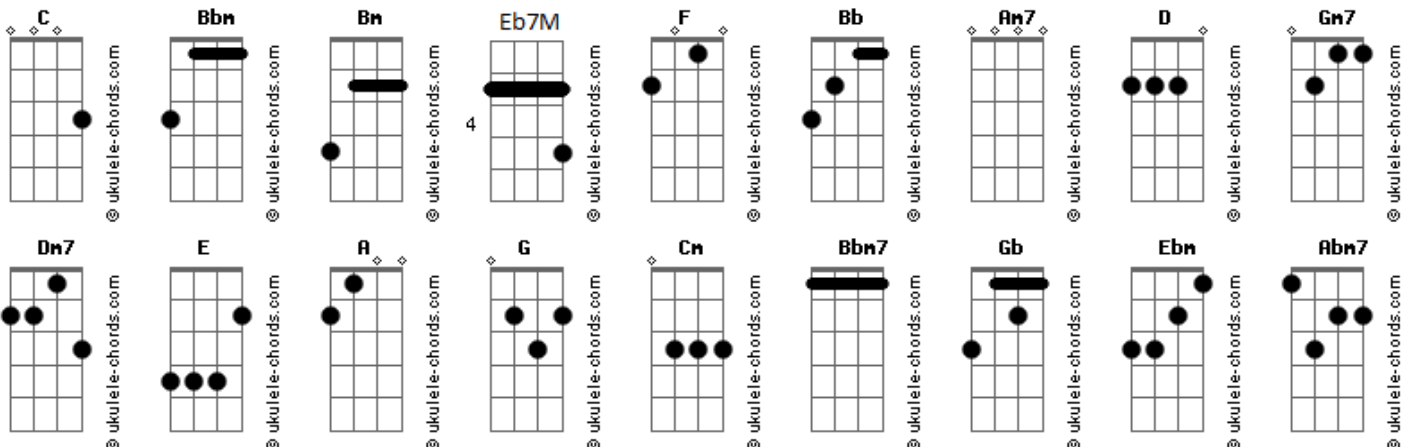 C Bbm Bm Eb7M F Bb Am7 D Gm7
© ukulele-chords.com © ukulele-chords.com © ukulele-chords.com 4 © ukulele-chords.com © ukulele-chords.com © ukulele-chords.com © ukulele-chords.com © ukulele-chords.com © ukulele-chords.com
Dm7 E A G Cm Bbm7 Gb Ebm Abm7
© ukulele-chords.com © ukulele-chords.com © ukulele-chords.com © ukulele-chords.com © ukulele-chords.com © ukulele-chords.com © ukulele-chords.com © ukulele-chords.com © ukulele-chords.com